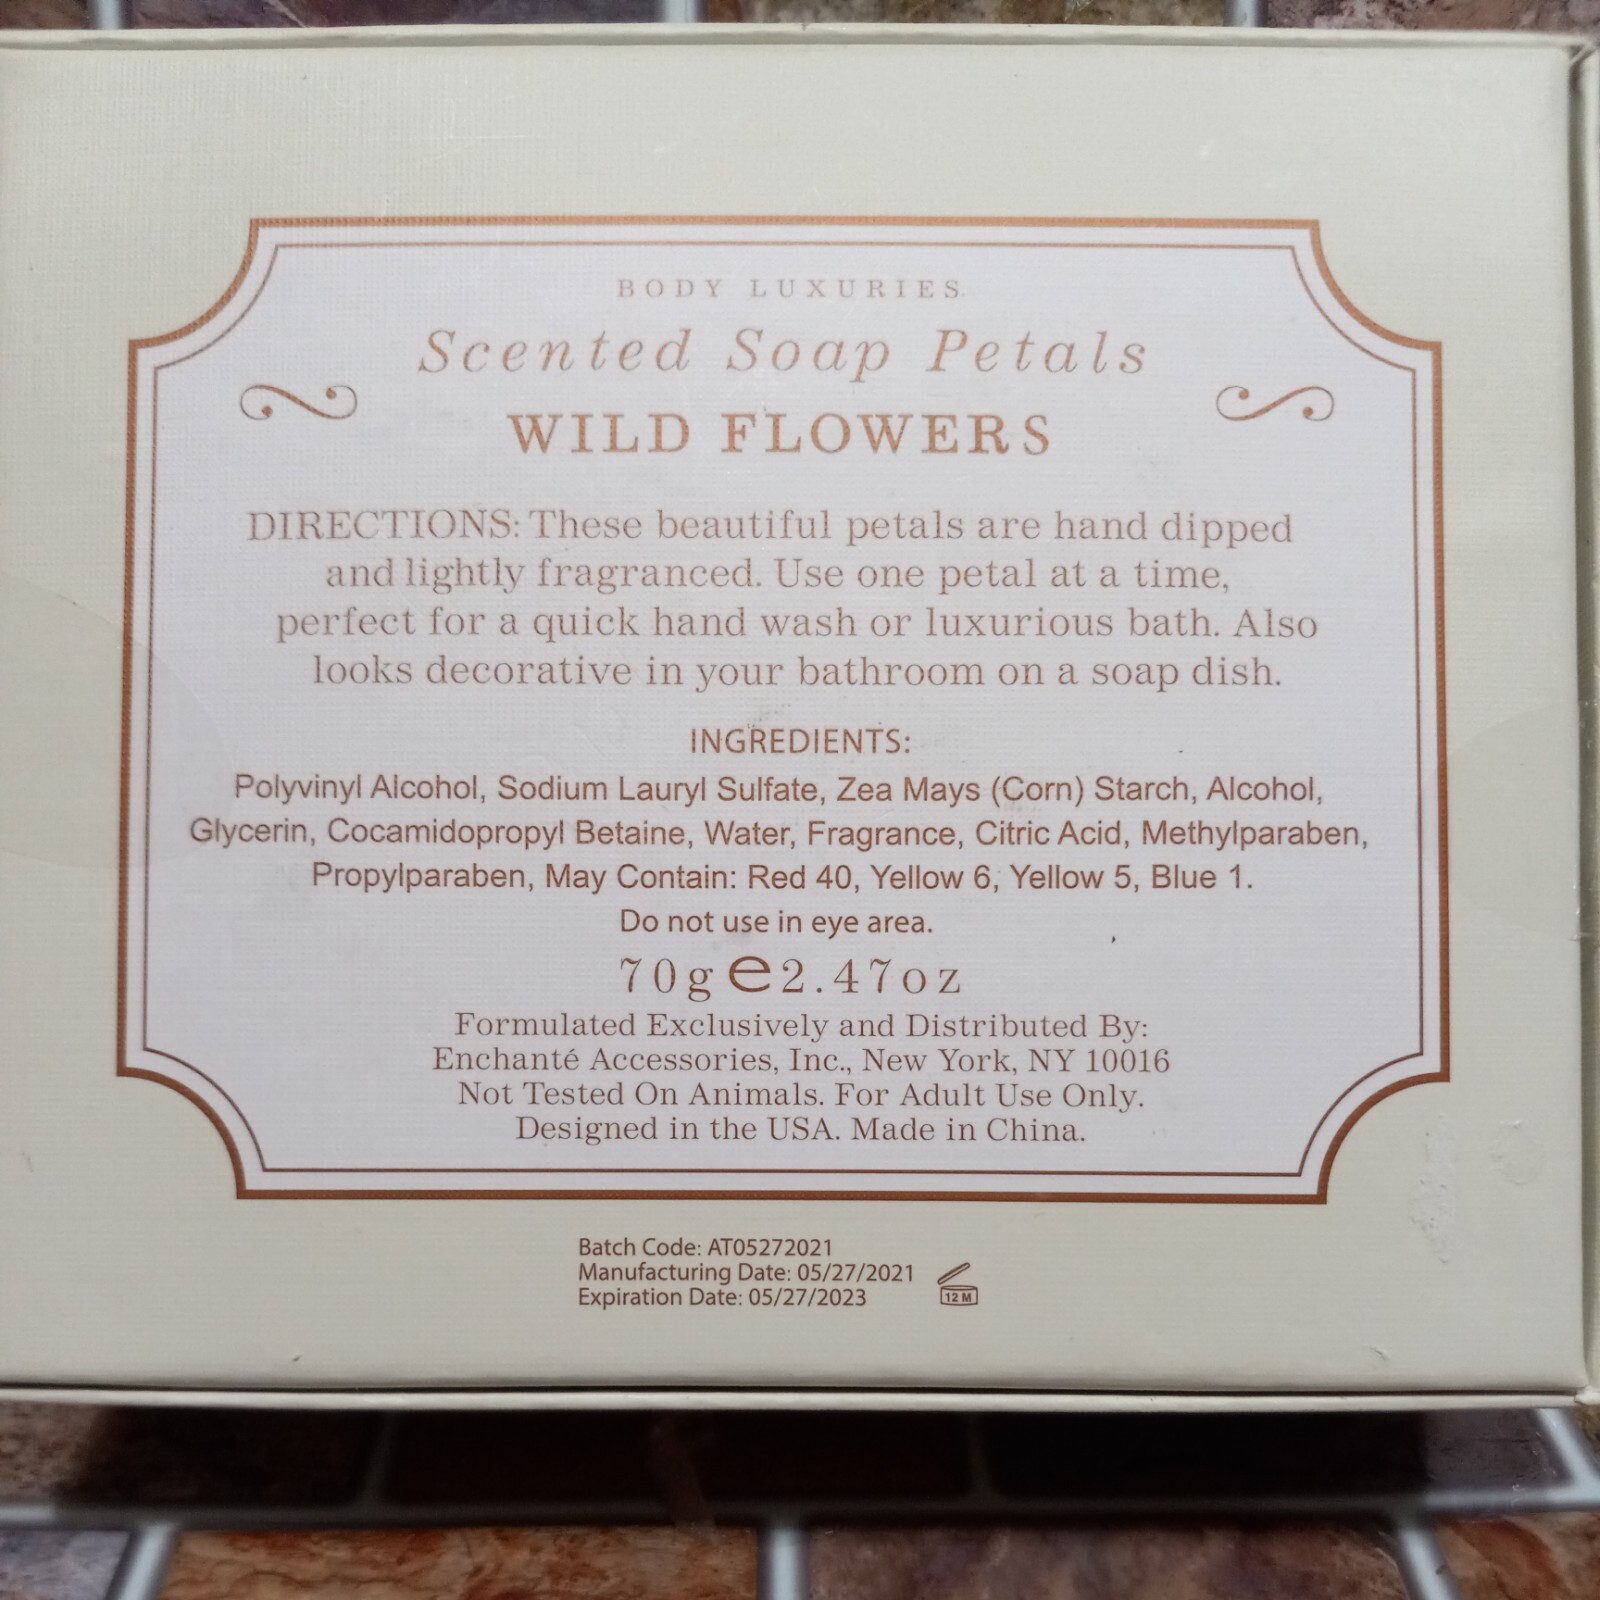 BODY LUXURIES
Scented Soap Petals
WILD FLOWERS
DIRECTIONS: These beautiful petals are hand dipped
and lightly fragranced. Use one petal at a time,
perfect for a quick hand wash or luxurious bath. Also
looks decorative in your bathroom on a soap dish.
INGREDIENTS:
Polyvinyl Alcohol, Sodium Lauryl Sulfate, Zea Mays (Corn) Starch, Alcohol,
Glycerin, Cocamidopropyl Betaine, Water, Fragrance, Citric Acid, Methylparaben,
Propylparaben, May Contain: Red 40, Yellow 6, Yellow 5, Blue 1.
Do not use in eye area.
70g e 2.47oz
Formulated Exclusively and Distributed By:
Enchanté Accessories, Inc., New York, NY 10016
Not Tested On Animals. For Adult Use Only.
Designed in the USA. Made in China.
Batch Code: AT05272021
Manufacturing Date: 05/27/2021
Expiration Date: 05/27/2023
12 M